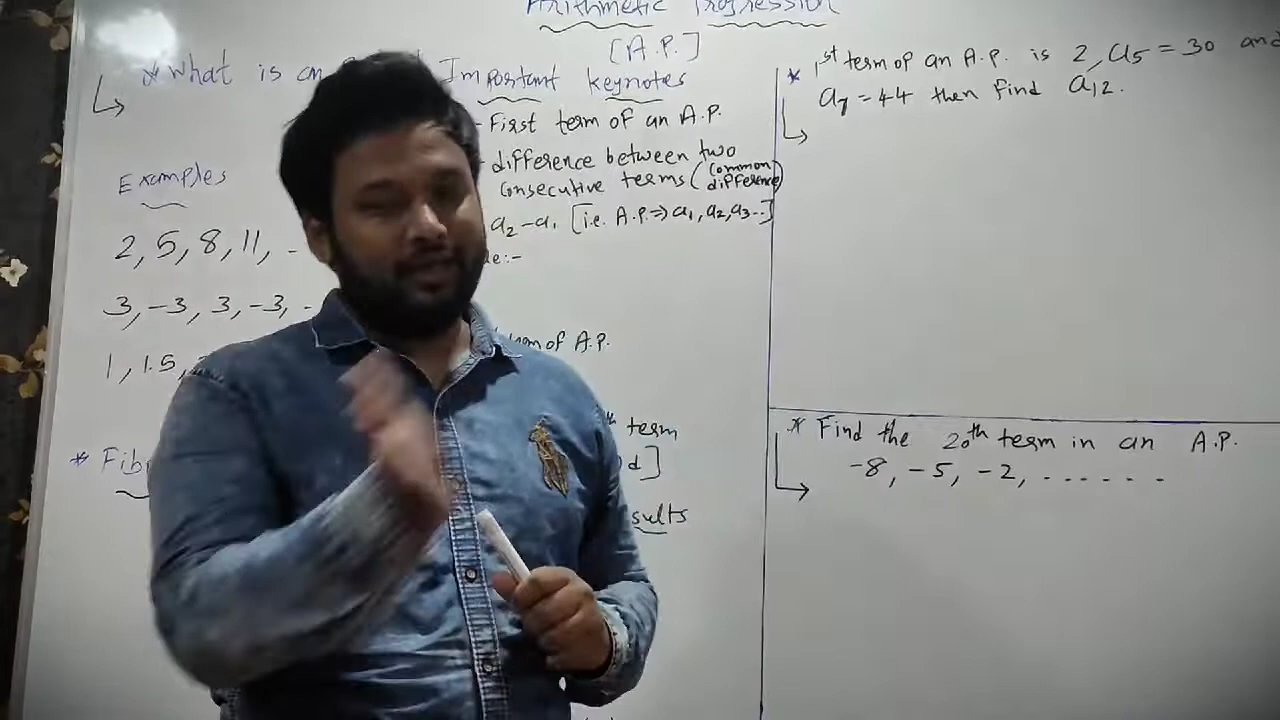 Arithmetic Progression
[A.P.]
* What is an
Important keynotes
- First term of an A.P.
- difference between two
consecutive terms (common
difference)
a2 - a1 [i.e. A.P. ⇒ a1, a2, a3 ..]
:-
of A.P.
th term
d]
Examples
2, 5, 8, 11, -
3, -3, 3, -3, -
1, 1.5,
*
* 1st term of an A.P. is 2, a5 = 30 and
a7 = 44 then find a12.
* Find the 20th term in an A.P.
-8, -5, -2, . . . . . .